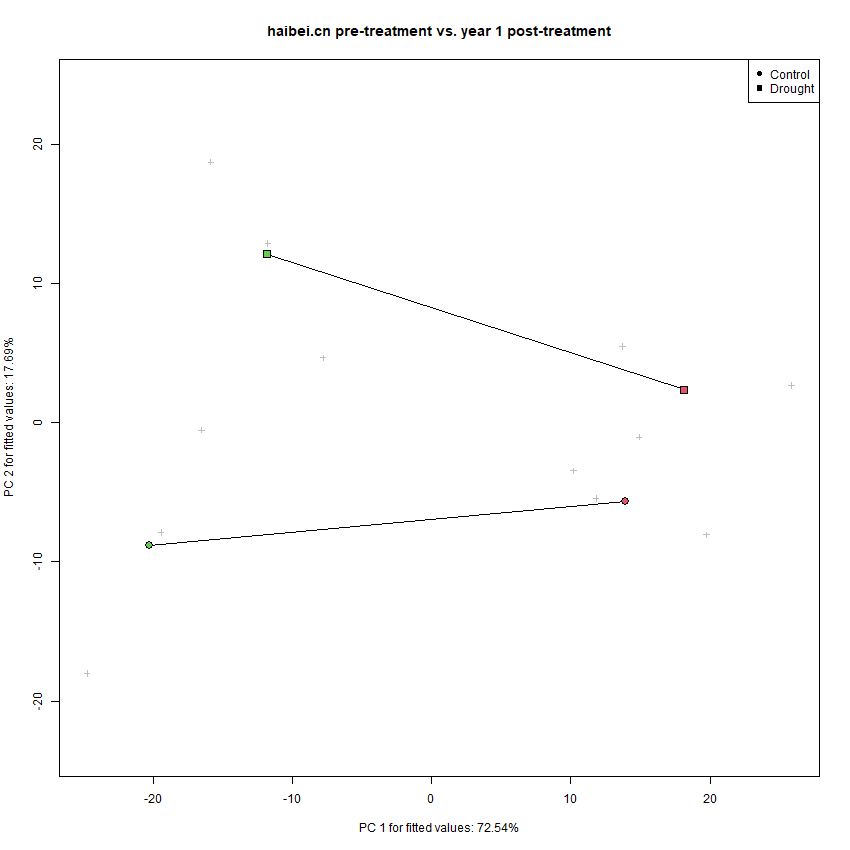 haibei.cn pre-treatment vs. year 1 post-treatment
Control
Drought
20
10
0
-10
-20
PC 2 for fitted values: 17.69%
-20
-10
0
10
20
PC 1 for fitted values: 72.54%